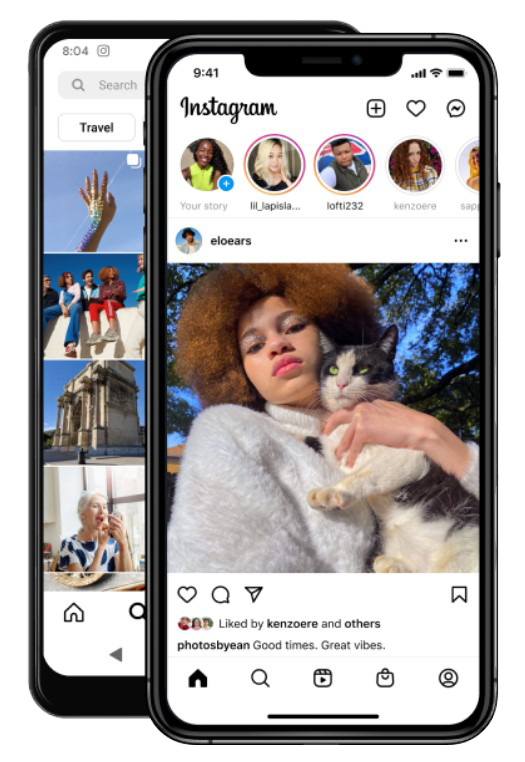 8:04
Search
Travel
9:41
Instagram
Your story
lil_lapisla...
lofti232
kenzoere
sap
eloears
Liked by kenzoere and others
photosbyean Good times. Great vibes.